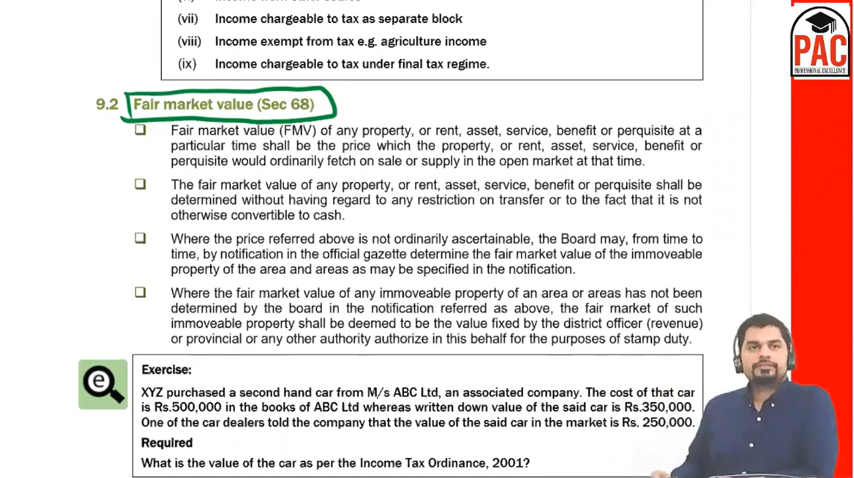 (vii) Income chargeable to tax as separate block
(viii) Income exempt from tax e.g. agriculture income
(ix) Income chargeable to tax under final tax regime.
PAC
PROFESSIONAL EXCELLENCE
9.2 Fair market value (Sec 68)
❑ Fair market value (FMV) of any property, or rent, asset, service, benefit or perquisite at a
particular time shall be the price which the property, or rent, asset, service, benefit or
perquisite would ordinarily fetch on sale or supply in the open market at that time.
❑ The fair market value of any property, or rent, asset, service, benefit or perquisite shall be
determined without having regard to any restriction on transfer or to the fact that it is not
otherwise convertible to cash.
❑ Where the price referred above is not ordinarily ascertainable, the Board may, from time to
time, by notification in the official gazette determine the fair market value of the immoveable
property of the area and areas as may be specified in the notification.
❑ Where the fair market value of any immoveable property of an area or areas has not been
determined by the board in the notification referred as above, the fair market of such
immoveable property shall be deemed to be the value fixed by the district officer (revenue)
or provincial or any other authority authorize in this behalf for the purposes of stamp duty.
e
Exercise:
XYZ purchased a second hand car from M/s ABC Ltd, an associated company. The cost of that car
is Rs.500,000 in the books of ABC Ltd whereas written down value of the said car is Rs.350,000.
One of the car dealers told the company that the value of the said car in the market is Rs. 250,000.
Required
What is the value of the car as per the Income Tax Ordinance, 2001?